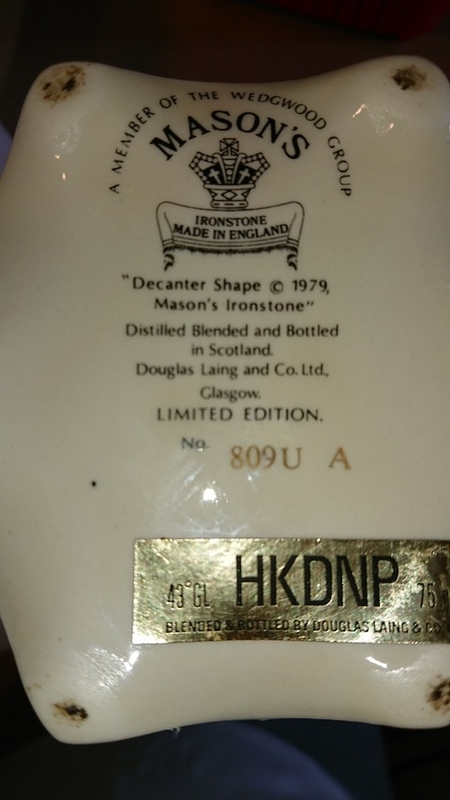 A MEMBER OF THE WEDGWOOD GROUP
MASON'S
IRONSTONE
MADE IN ENGLAND
"Decanter Shape © 1979,
Mason's Ironstone"
Distilled Blended and Bottled
in Scotland.
Douglas Laing and Co. Ltd.,
Glasgow.
LIMITED EDITION.
No. 809U A
43°GL HKDNP 75
BLENDED & BOTTLED BY DOUGLAS LAING & CO